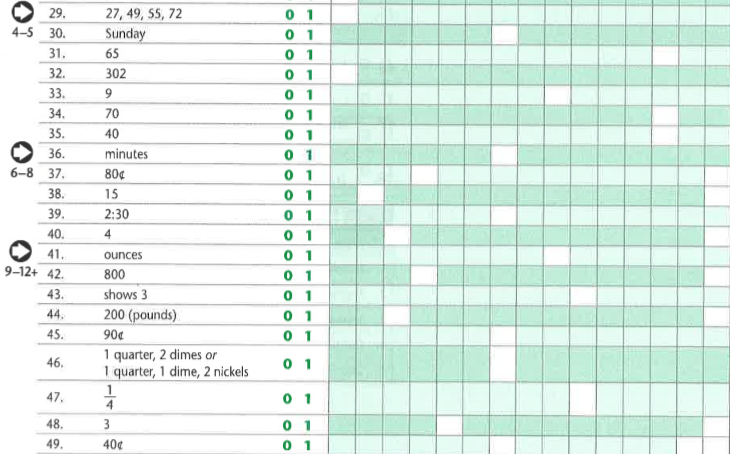 29. 27, 49, 55, 72 0 1
4–5 30. Sunday 0 1
31. 65 0 1
32. 302 0 1
33. 9 0 1
34. 70 0 1
35. 40 0 1
36. minutes 0 1
6–8 37. 80¢ 0 1
38. 15 0 1
39. 2:30 0 1
40. 4 0 1
41. ounces 0 1
9–12+ 42. 800 0 1
43. shows 3 0 1
44. 200 (pounds) 0 1
45. 90¢ 0 1
46. 1 quarter, 2 dimes or
1 quarter, 1 dime, 2 nickels 0 1
47. 1/4 0 1
48. 3 0 1
49. 40¢ 0 1